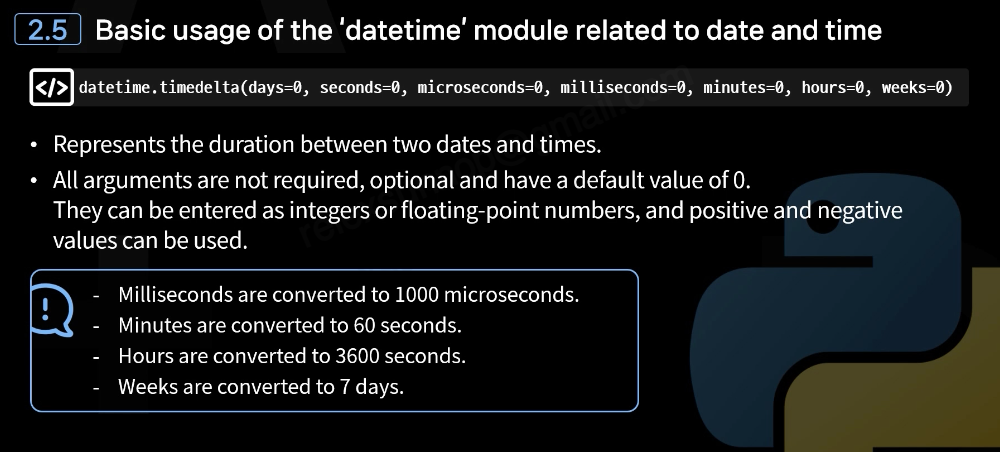 2.5 Basic usage of the 'datetime' module related to date and time
</> datetime.timedelta(days=0, seconds=0, microseconds=0, milliseconds=0, minutes=0, hours=0, weeks=0)
• Represents the duration between two dates and times.
• All arguments are not required, optional and have a default value of 0.
They can be entered as integers or floating-point numbers, and positive and negative
values can be used.
- Milliseconds are converted to 1000 microseconds.
- Minutes are converted to 60 seconds.
- Hours are converted to 3600 seconds.
- Weeks are converted to 7 days.